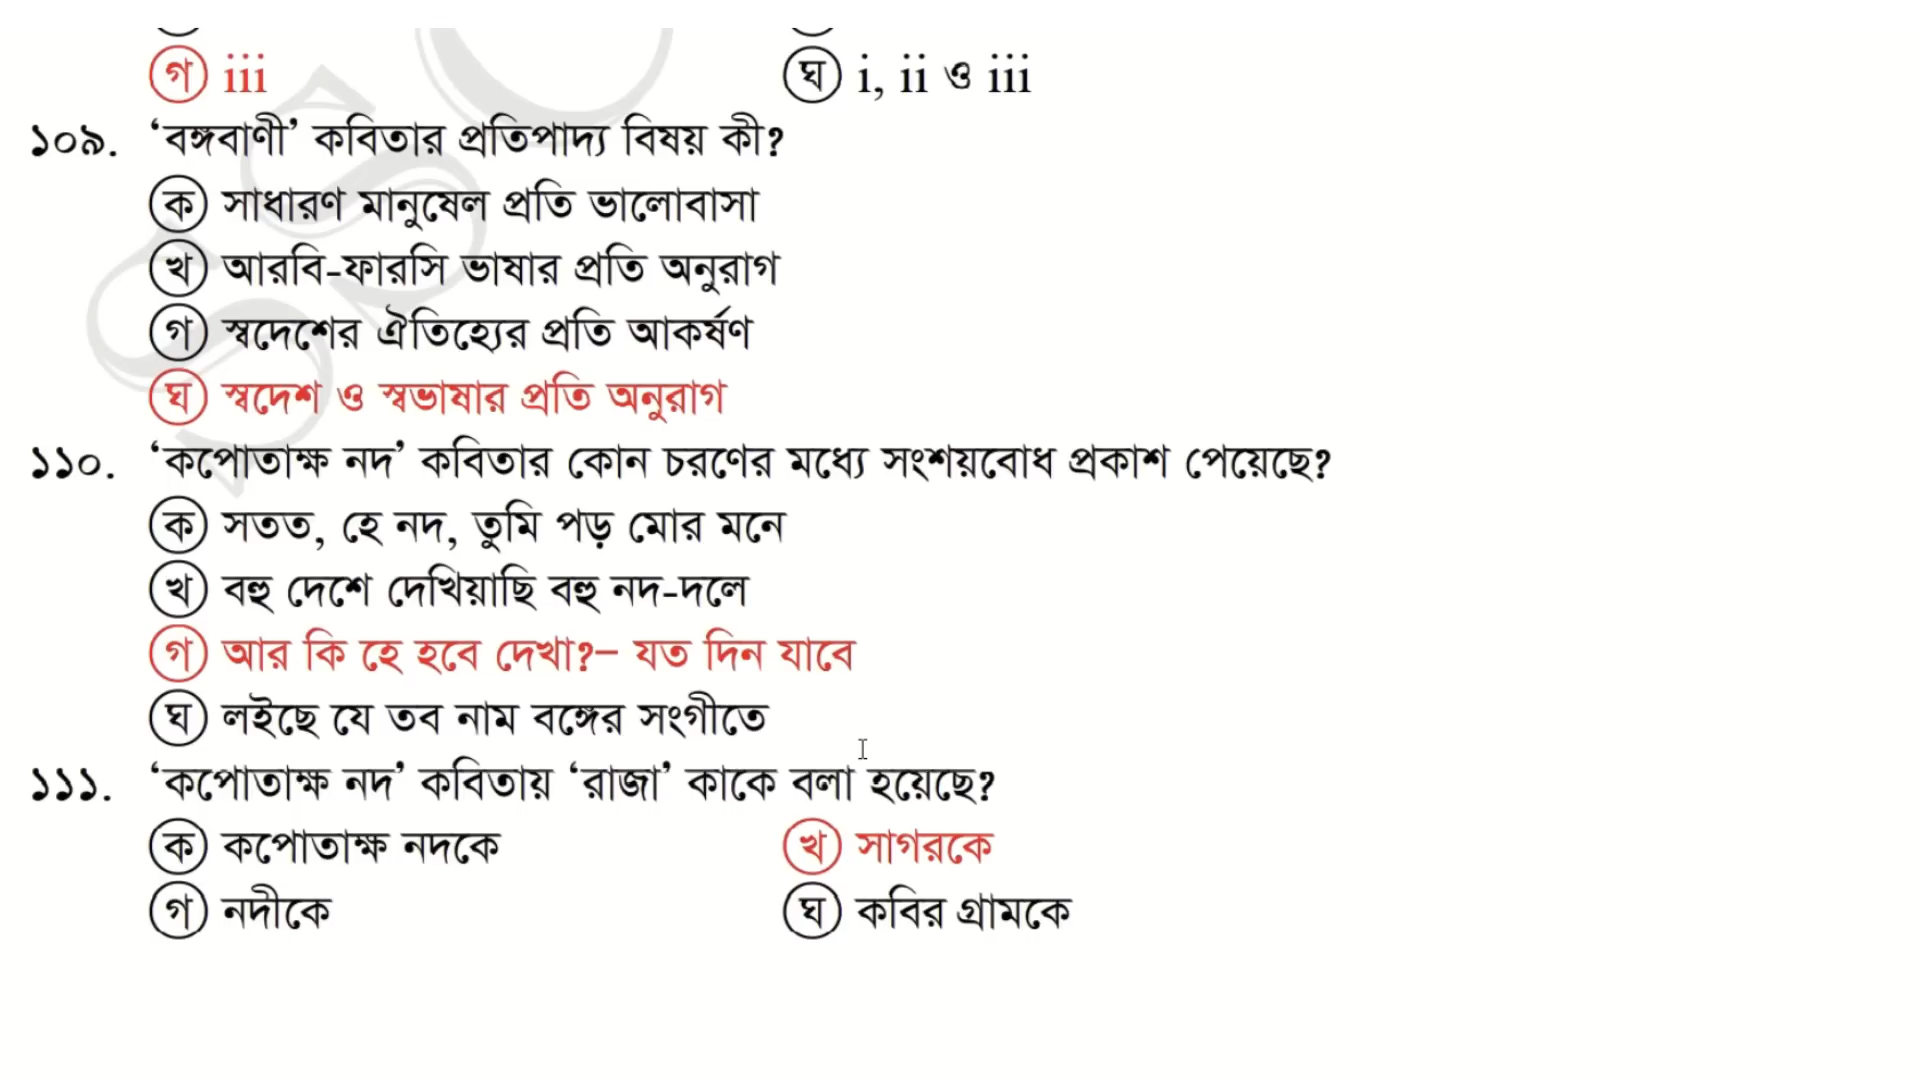 গ iii ঘ i, ii ও iii
১০৯. ‘বঙ্গবাণী’ কবিতার প্রতিপাদ্য বিষয় কী?
ক সাধারণ মানুষেল প্রতি ভালোবাসা
খ আরবি-ফারসি ভাষার প্রতি অনুরাগ
গ স্বদেশের ঐতিহ্যের প্রতি আকর্ষণ
ঘ স্বদেশ ও স্বভাষার প্রতি অনুরাগ
১১০. ‘কপোতাক্ষ নদ’ কবিতার কোন চরণের মধ্যে সংশয়বোধ প্রকাশ পেয়েছে?
ক সতত, হে নদ, তুমি পড় মোর মনে
খ বহু দেশে দেখিয়াছি বহু নদ-দলে
গ আর কি হে হবে দেখা?– যত দিন যাবে
ঘ লইছে যে তব নাম বঙ্গের সংগীতে
১১১. ‘কপোতাক্ষ নদ’ কবিতায় ‘রাজা’ কাকে বলা হয়েছে?
ক কপোতাক্ষ নদকে খ সাগরকে
গ নদীকে ঘ কবির গ্রামকে